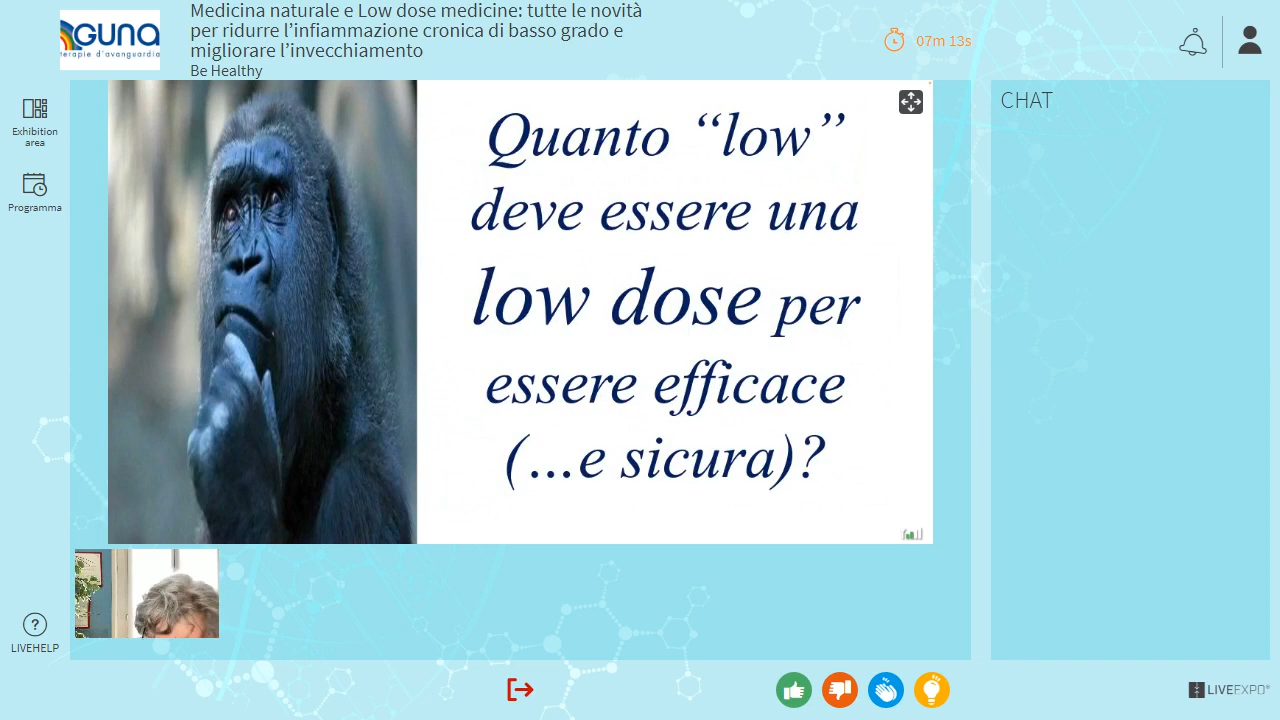 GUNA
terapie d'avanguardia
Medicina naturale e Low dose medicine: tutte le novità
per ridurre l'infiammazione cronica di basso grado e
migliorare l'invecchiamento
Be Healthy
07m 13s
Exhibition
area
Programma
LIVEHELP
Quanto “low”
deve essere una
low dose per
essere efficace
(...e sicura)?
CHAT
LIVEEXPO